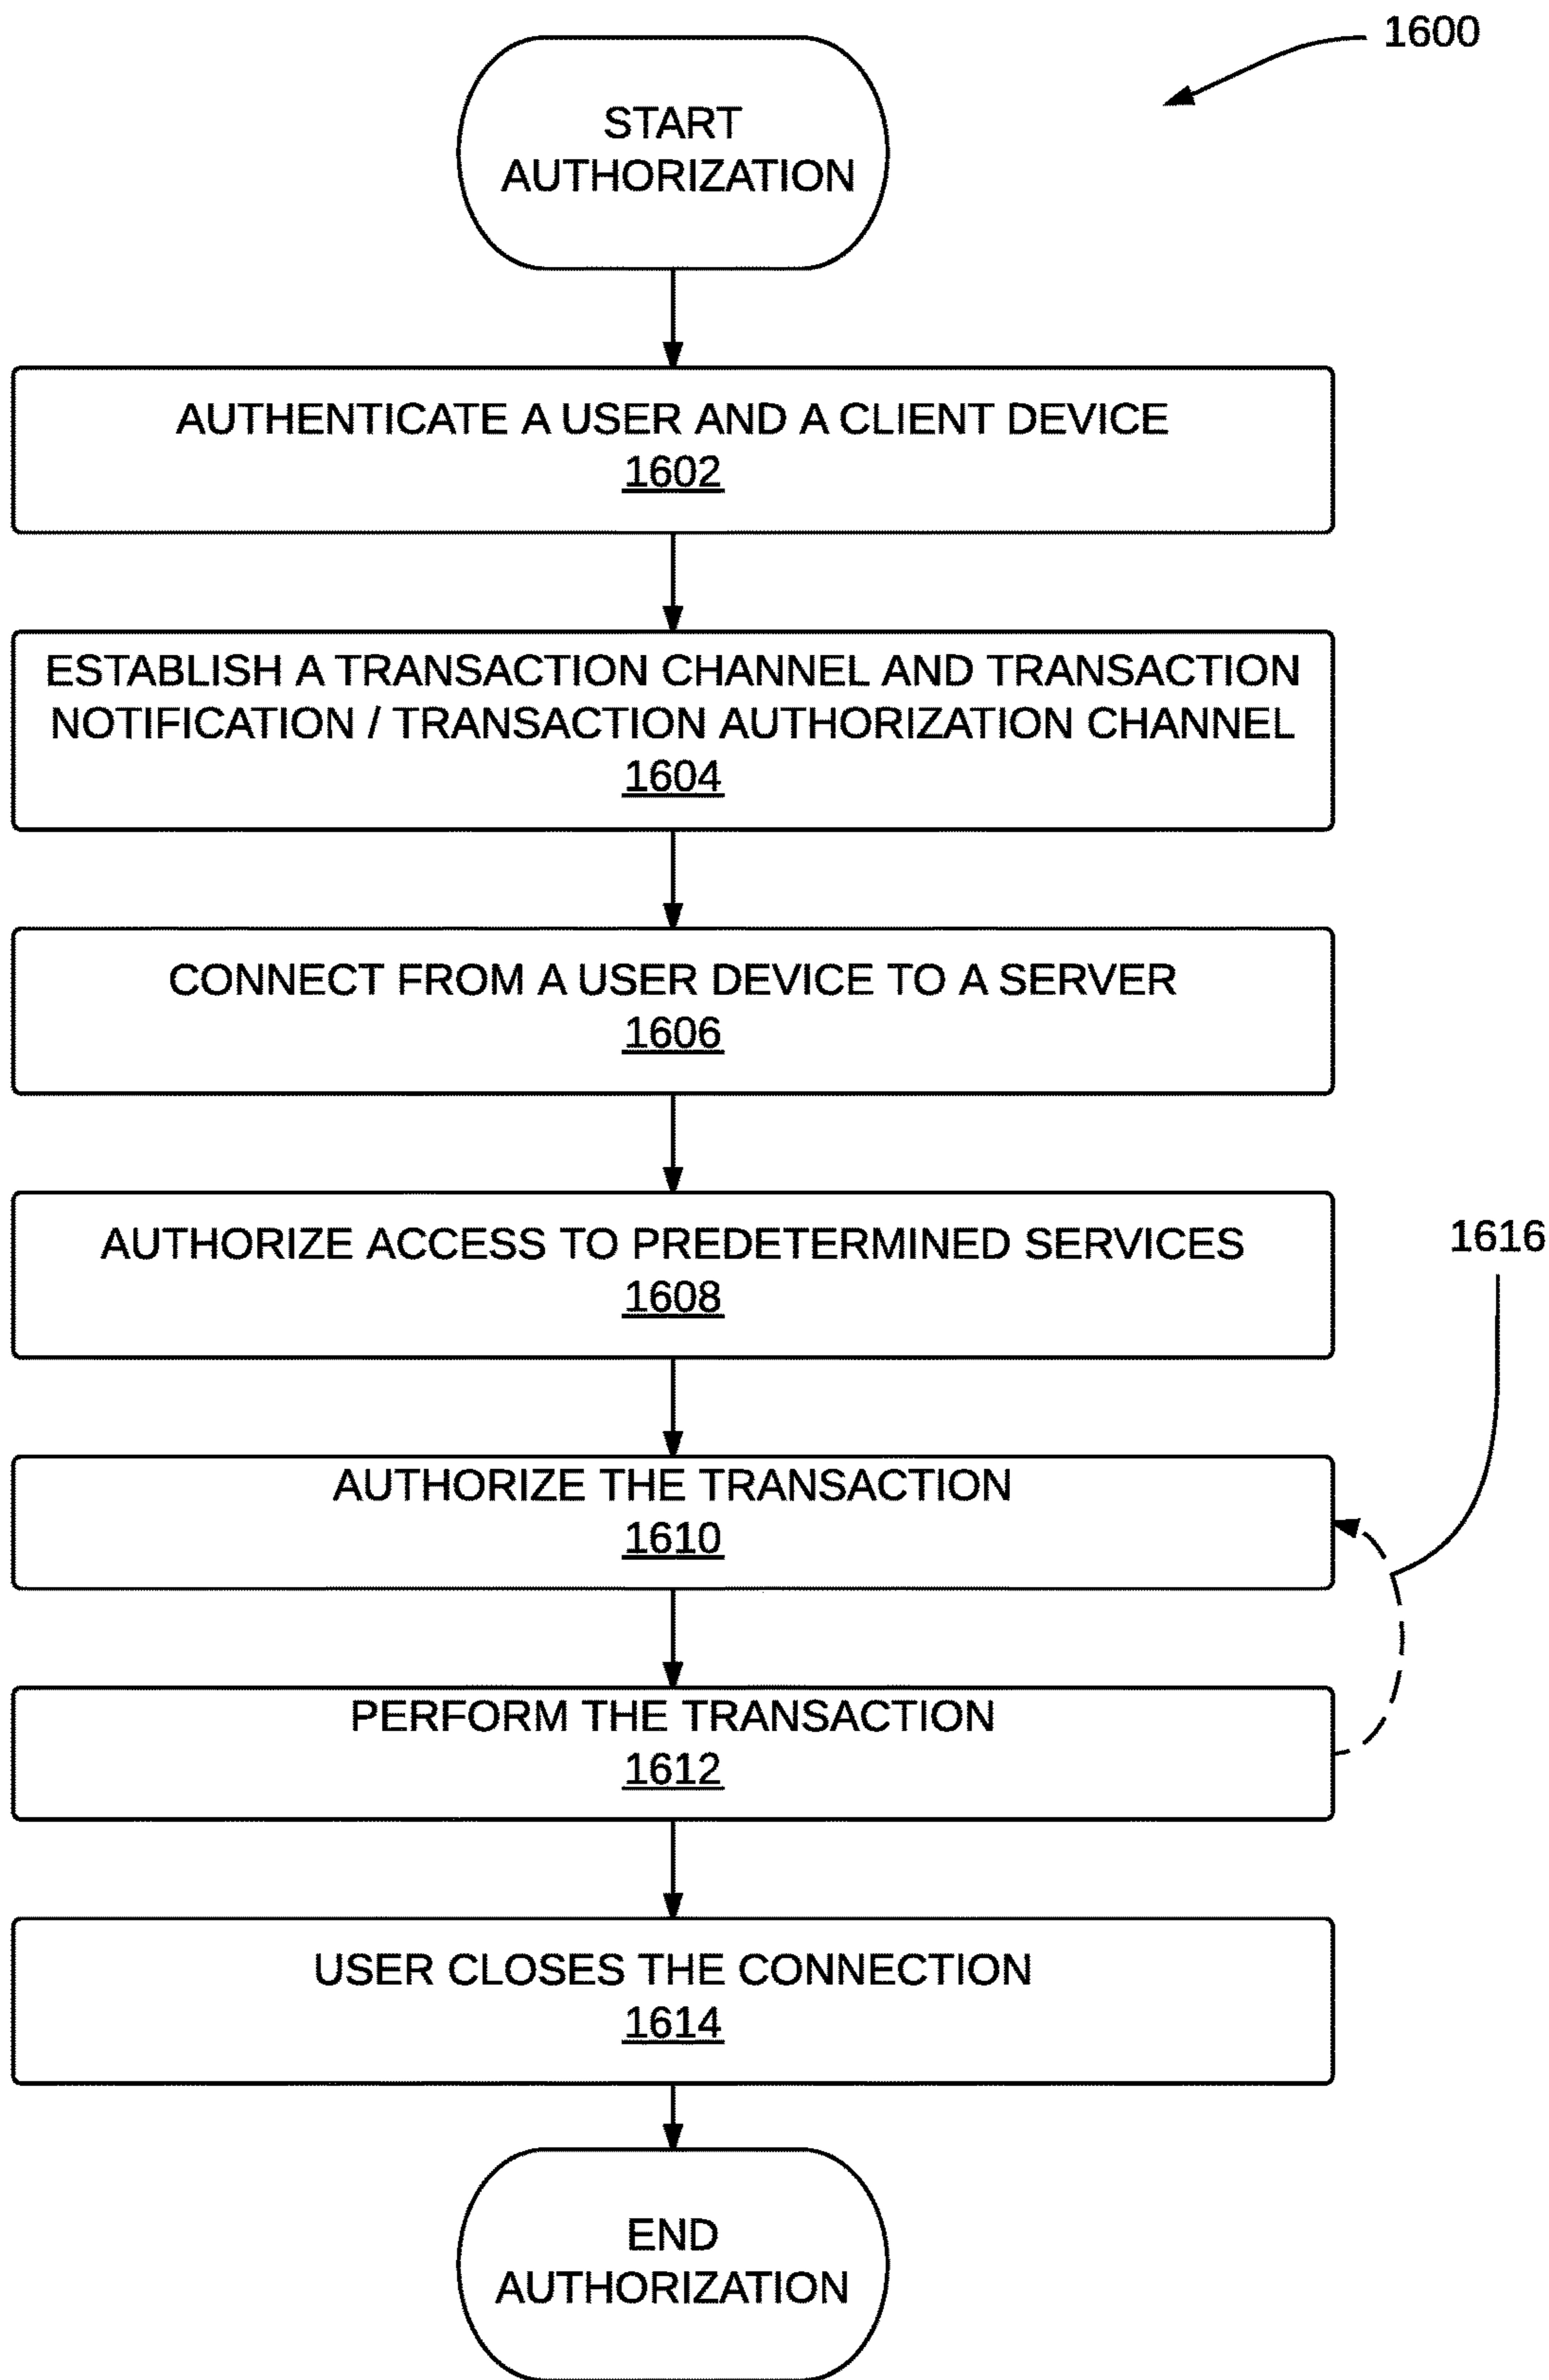 1600
START
AUTHORIZATION
AUTHENTICATE A USER AND A CLIENT DEVICE
1602
ESTABLISH A TRANSACTION CHANNEL AND TRANSACTION
NOTIFICATION / TRANSACTION AUTHORIZATION CHANNEL
1604
CONNECT FROM A USER DEVICE TO A SERVER
1606
AUTHORIZE ACCESS TO PREDETERMINED SERVICES
1608
1616
AUTHORIZE THE TRANSACTION
1610
PERFORM THE TRANSACTION
1612
USER CLOSES THE CONNECTION
1614
END
AUTHORIZATION